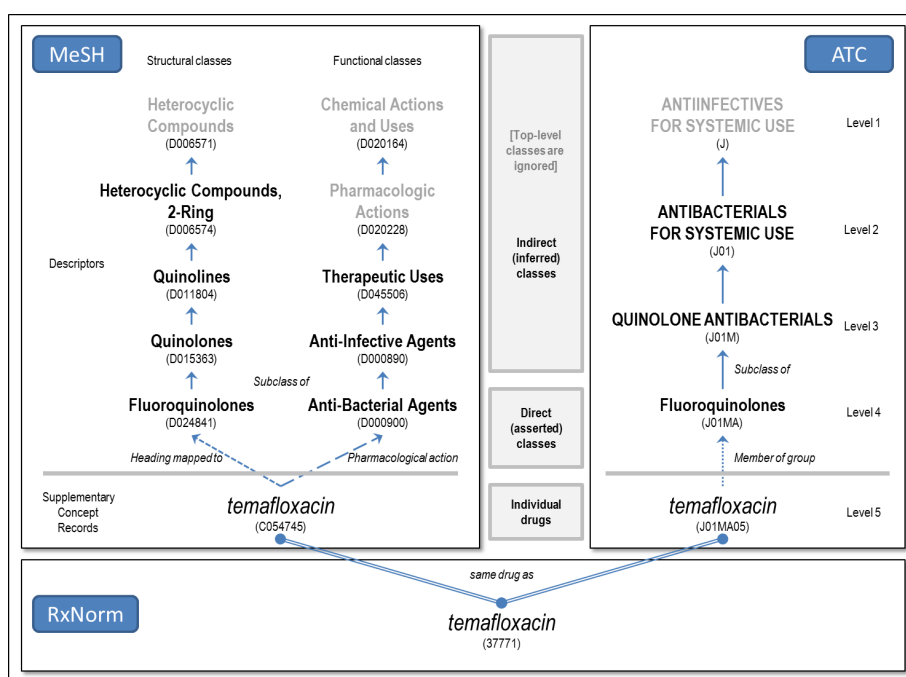 MeSH
Structural classes
Functional classes
Heterocyclic
Compounds
(D006571)
Chemical Actions
and Uses
(D020164)
Heterocyclic Compounds,
2-Ring
(D006574)
Pharmacologic
Actions
(D020228)
Descriptors
Quinolines
(D011804)
Therapeutic Uses
(D045506)
Quinolones
(D015363)
Anti-Infective Agents
(D000890)
Subclass of
Fluoroquinolones
(D024841)
Anti-Bacterial Agents
(D000900)
Heading mapped to
Pharmacological action
Supplementary
Concept
Records
temafloxacin
(C054745)
[Top-level
classes are
ignored]
Indirect
(inferred)
classes
Direct
(asserted)
classes
Individual
drugs
ATC
ANTIINFECTIVES
FOR SYSTEMIC USE
(J)
Level 1
ANTIBACTERIALS
FOR SYSTEMIC USE
(J01)
Level 2
QUINOLONE ANTIBACTERIALS
(J01M)
Level 3
Subclass of
Fluoroquinolones
(J01MA)
Level 4
Member of group
temafloxacin
(J01MA05)
Level 5
same drug as
RxNorm
temafloxacin
(37771)